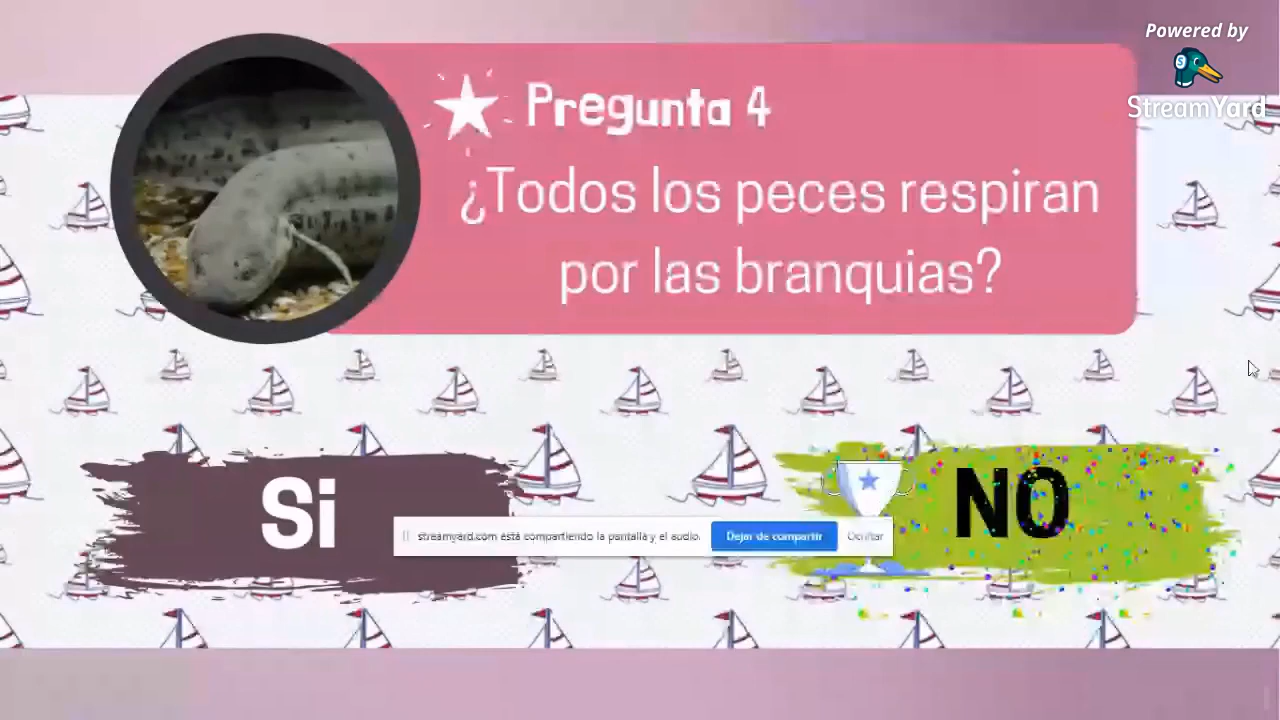 Powered by
StreamYard
Pregunta 4
¿Todos los peces respiran
por las branquias?
Si
NO
streamyard.com está compartiendo la pantalla y el audio.
Dejar de compartir
Ocultar